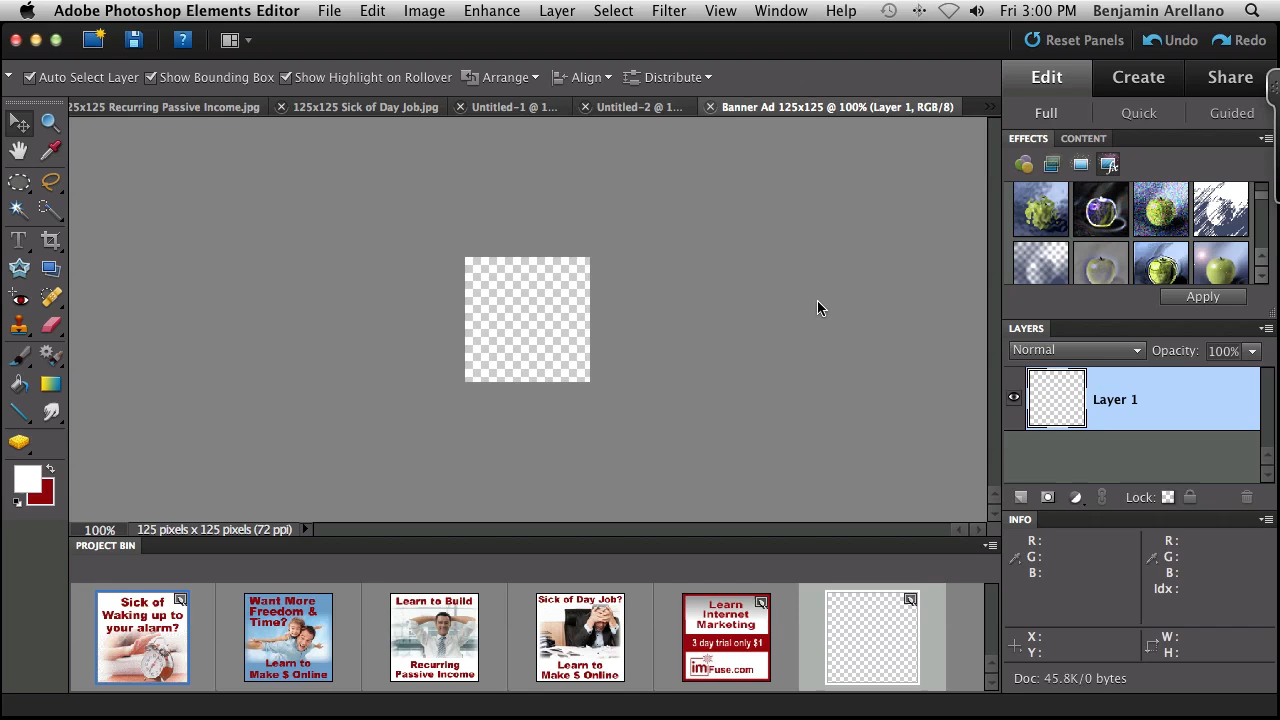 Adobe Photoshop Elements Editor File Edit Image Enhance Layer Select Filter View Window Help Fri 3:00 PM Benjamin Arellano
Reset Panels Undo Redo
Auto Select Layer Show Bounding Box Show Highlight on Rollover Arrange Align Distribute
Edit Create Share
25x125 Recurring Passive Income.jpg 125x125 Sick of Day Job.jpg Untitled-1 @ 1... Untitled-2 @ 1... Banner Ad 125x125 @ 100% (Layer 1, RGB/8)
Full Quick Guided
EFFECTS CONTENT
Apply
LAYERS
Normal Opacity: 100%
Layer 1
Lock:
INFO
R: R:
G: G:
B: B:
Idx:
X: W:
Y: H:
Doc: 45.8K/0 bytes
100% 125 pixels x 125 pixels (72 ppi)
PROJECT BIN
Sick of
Waking up to
your alarm?
Want More
Freedom &
Time?
Learn to
Make $ Online
Learn to Build
Recurring
Passive Income
Sick of Day Job?
Learn to
Make $ Online
Learn
Internet
Marketing
3 day trial only $1
imFuse.com